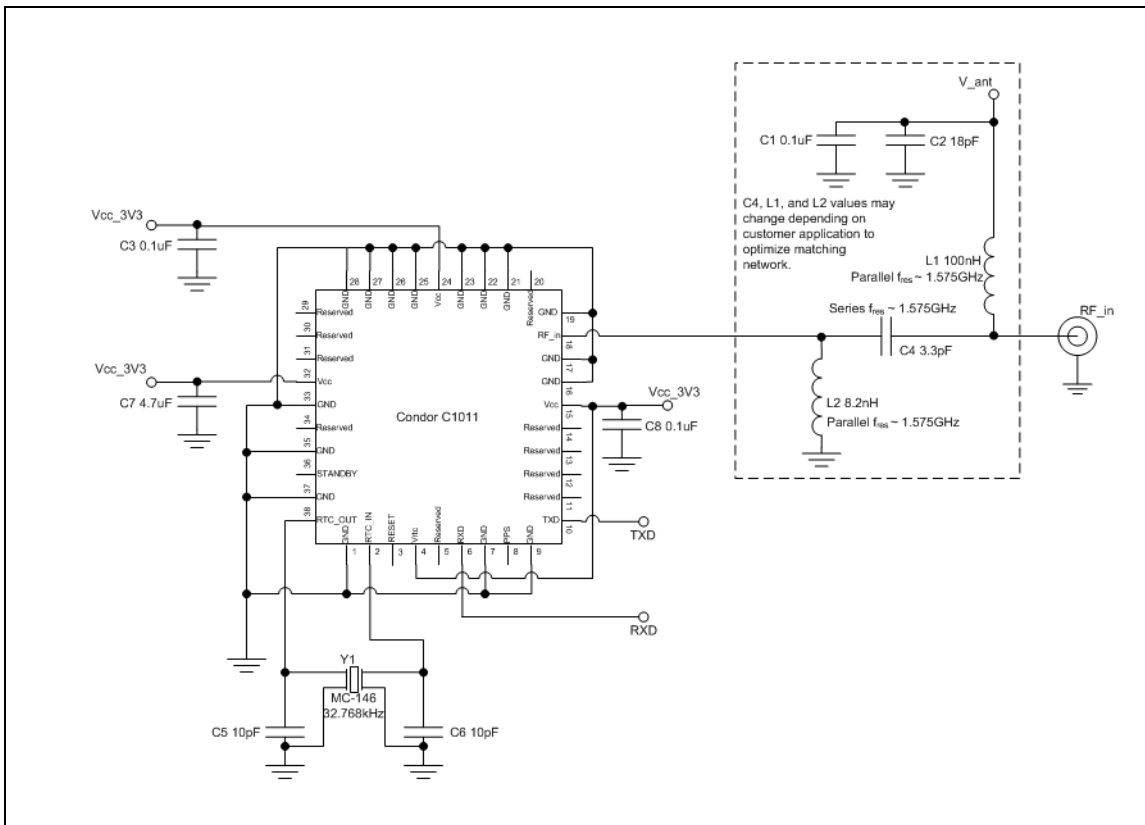 V_ant
C1 0.1uF
C2 18pF
C4, L1, and L2 values may
change depending on
customer application to
optimize matching
network.
L1 100nH
Parallel fres ~ 1.575GHz
Series fres ~ 1.575GHz
C4 3.3pF
RF_in
L2 8.2nH
Parallel fres ~ 1.575GHz
Vcc_3V3
C3 0.1uF
Vcc_3V3
C7 4.7uF
28 27 26 25 24 23 22 21 20
GND GND GND GND Vcc GND GND GND Reserved
29 Reserved
30 Reserved
31 Reserved
32 Vcc
33 GND
34 Reserved
35 GND
36 STANDBY
37 GND
38 RTC_OUT
Condor C1011
GND 19
RF_in 18
GND 17
GND 16
Vcc 15
Reserved 14
Reserved 13
Reserved 12
Reserved 11
TXD 10
GND RTC_IN RESET Vrtc Reserved RXD GND PPS GND
1 2 3 4 5 6 7 8 9
Vcc_3V3
C8 0.1uF
TXD
RXD
Y1
MC-146
32.768kHz
C5 10pF
C6 10pF